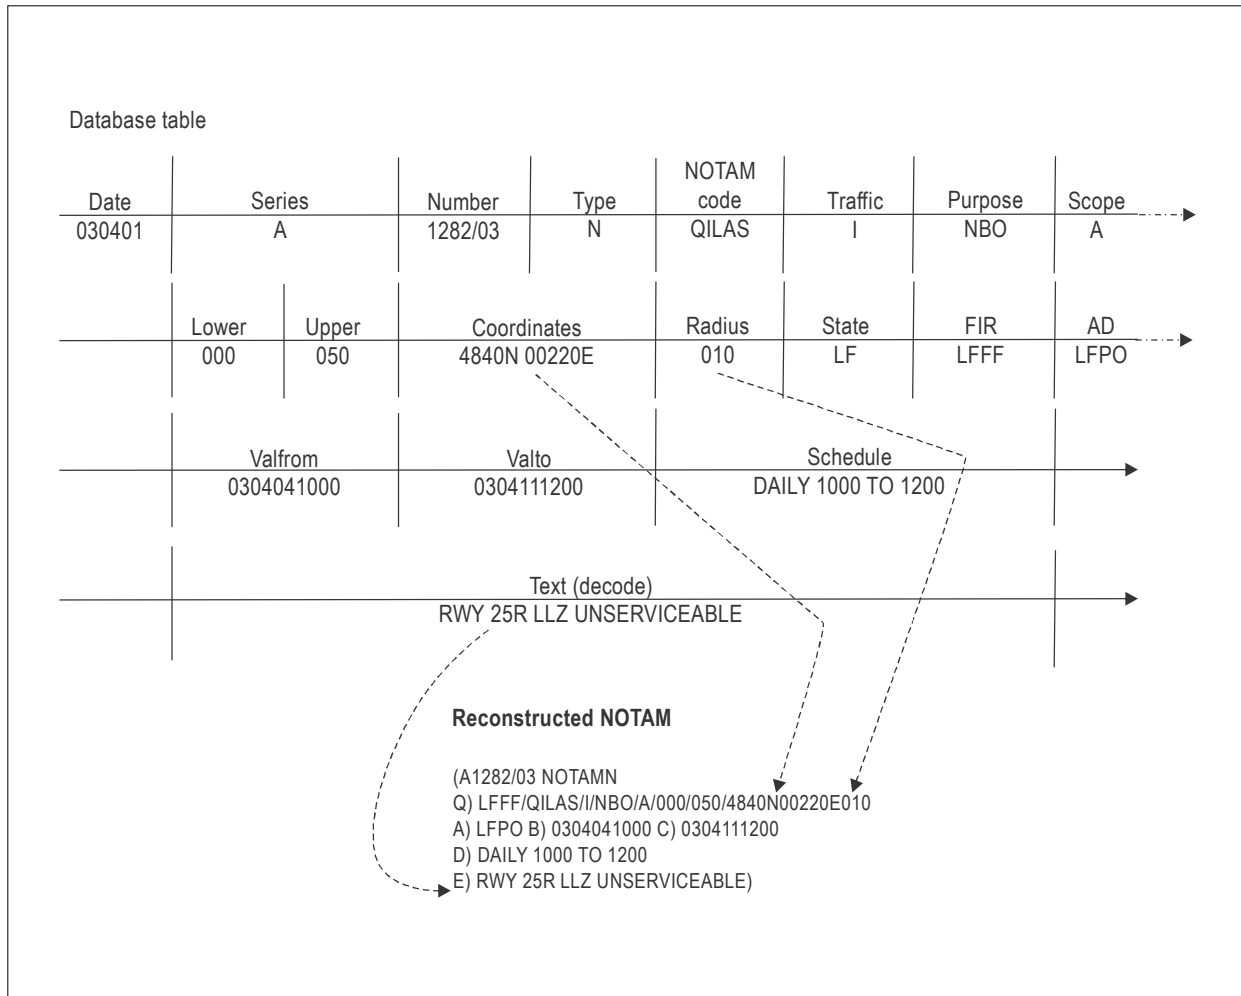 Database table
NOTAM
Date Series Number Type code Traffic Purpose Scope
030401 A 1282/03 N QILAS I NBO A
Lower Upper Coordinates Radius State FIR AD
000 050 4840N 00220E 010 LF LFFF LFPO
Valfrom Valto Schedule
0304041000 0304111200 DAILY 1000 TO 1200
Text (decode)
RWY 25R LLZ UNSERVICEABLE
Reconstructed NOTAM
(A1282/03 NOTAMN
Q) LFFF/QILAS/I/NBO/A/000/050/4840N00220E010
A) LFPO B) 0304041000 C) 0304111200
D) DAILY 1000 TO 1200
E) RWY 25R LLZ UNSERVICEABLE)